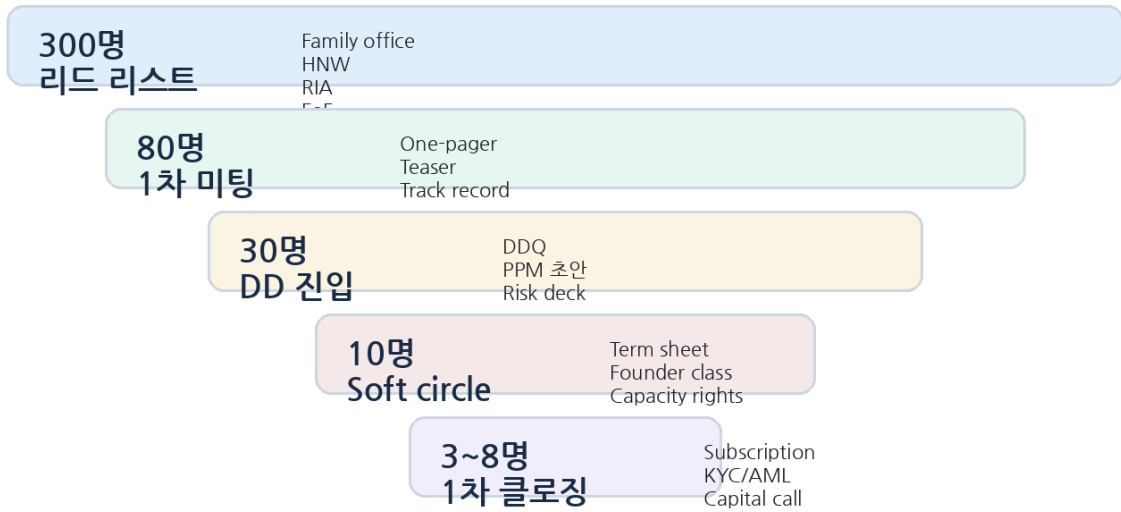 300명
리드 리스트
Family office
HNW
RIA
80명
1차 미팅
One-pager
Teaser
Track record
30명
DD 진입
DDQ
PPM 초안
Risk deck
10명
Soft circle
Term sheet
Founder class
Capacity rights
3~8명
1차 클로징
Subscription
KYC/AML
Capital call